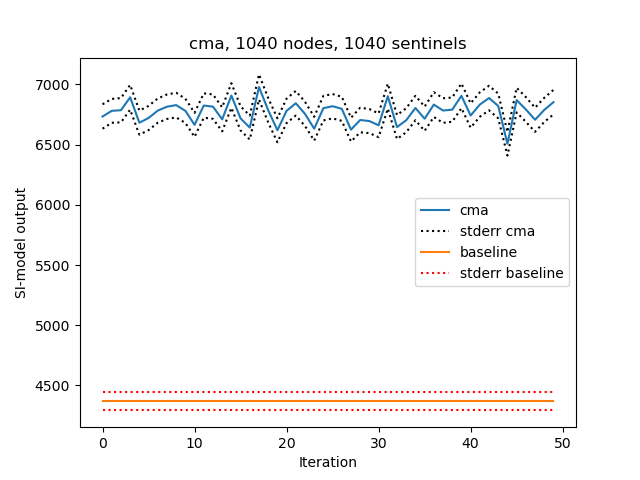 cma, 1040 nodes, 1040 sentinels
7000
6500
6000
5500
5000
4500
SI-model output
cma
stderr cma
baseline
stderr baseline
0 10 20 30 40 50
Iteration